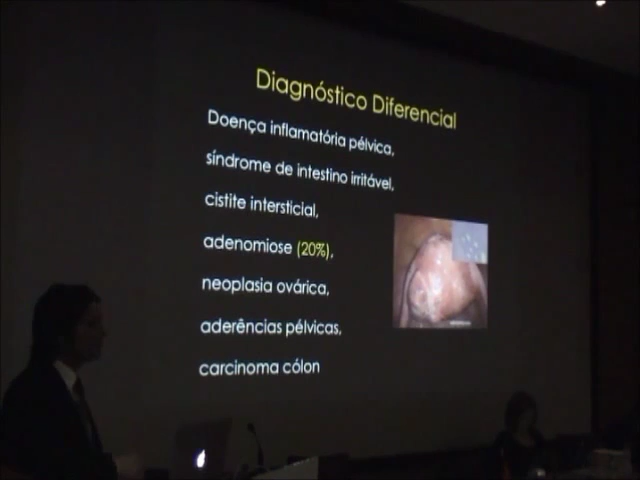 Diagnóstico Diferencial
Doença inflamatória pélvica,
síndrome de intestino irritável,
cistite intersticial,
adenomiose (20%),
neoplasia ovárica,
aderências pélvicas,
carcinoma cólon